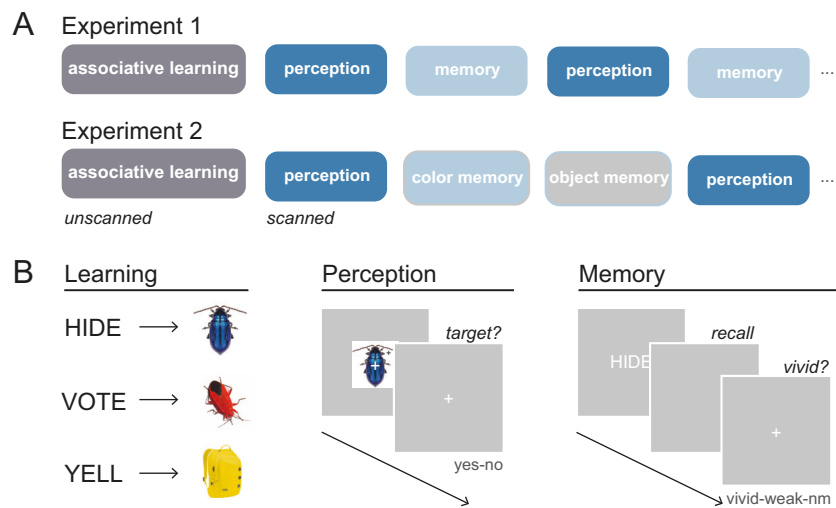 A
Experiment 1
associative learning
perception
memory
perception
memory
...
Experiment 2
associative learning
perception
color memory
object memory
perception
...
unscanned
scanned
B
Learning
HIDE
VOTE
YELL
Perception
target?
+
+
yes-no
Memory
HIDE
recall
vivid?
+
vivid-weak-nm